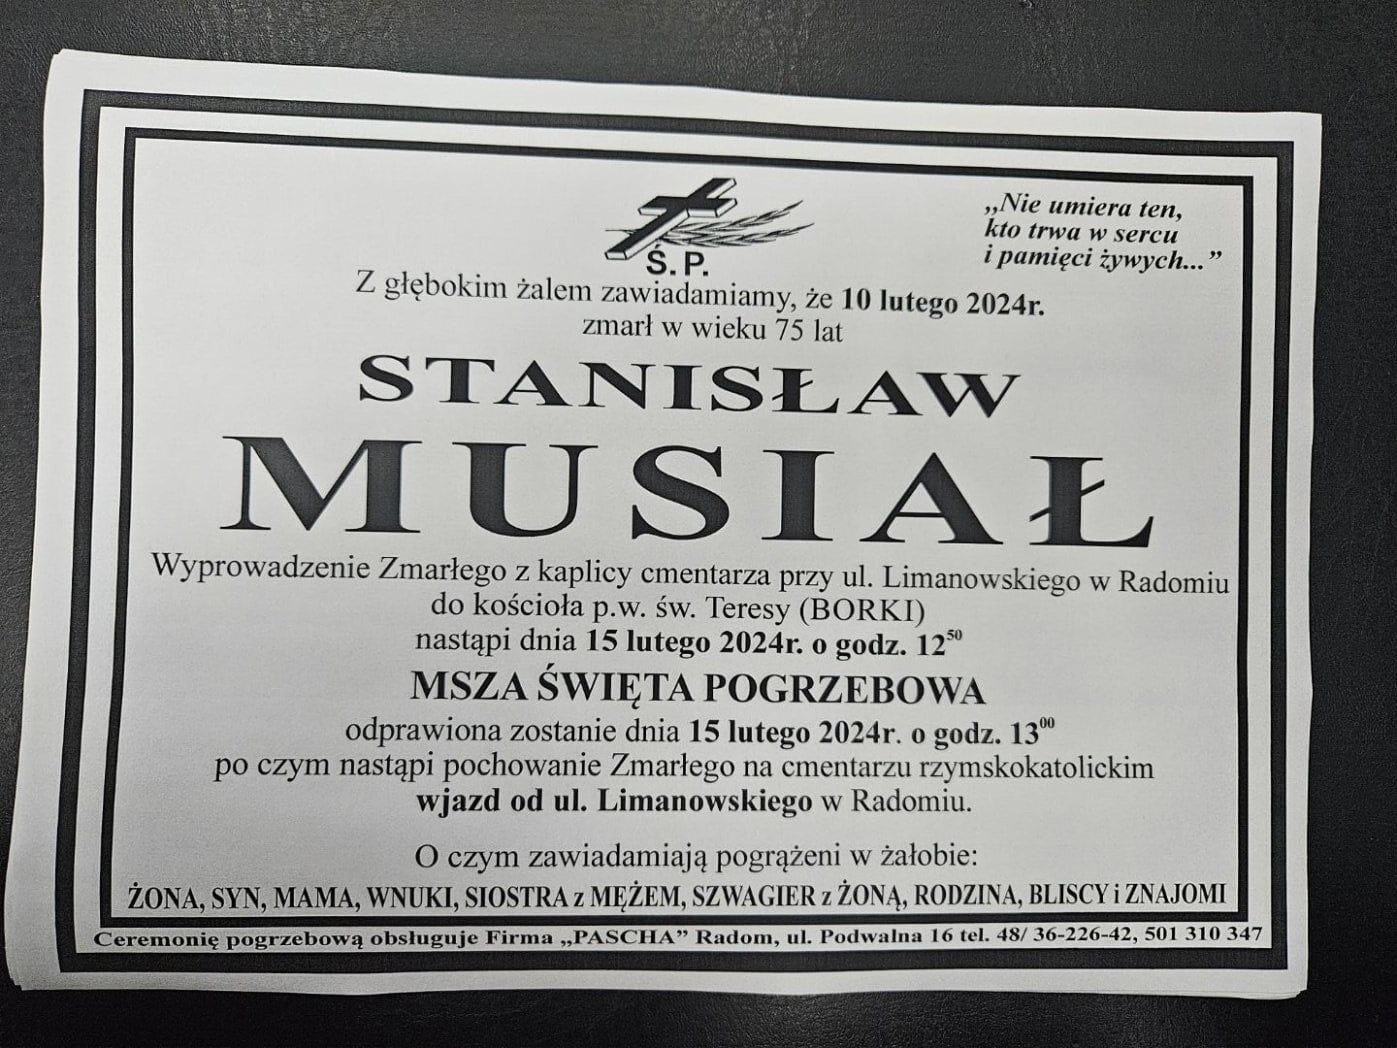 „Nie umiera ten,
kto trwa w sercu
i pamięci żywych...”
Ś.P.
Z głębokim żalem zawiadamiamy, że 10 lutego 2024r.
zmarł w wieku 75 lat
STANISŁAW
MUSIAŁ
Wyprowadzenie Zmarłego z kaplicy cmentarza przy ul. Limanowskiego w Radomiu
do kościoła p.w. św. Teresy (BORKI)
nastąpi dnia 15 lutego 2024r. o godz. 12⁵⁰
MSZA ŚWIĘTA POGRZEBOWA
odprawiona zostanie dnia 15 lutego 2024r. o godz. 13⁰⁰
po czym nastąpi pochowanie Zmarłego na cmentarzu rzymskokatolickim
wjazd od ul. Limanowskiego w Radomiu.
O czym zawiadamiają pogrążeni w żałobie:
ŻONA, SYN, MAMA, WNUKI, SIOSTRA z MĘŻEM, SZWAGIER z ŻONĄ, RODZINA, BLISCY i ZNAJOMI
Ceremonię pogrzebową obsługuje Firma „PASCHA” Radom, ul. Podwalna 16 tel. 48/ 36-226-42, 501 310 347